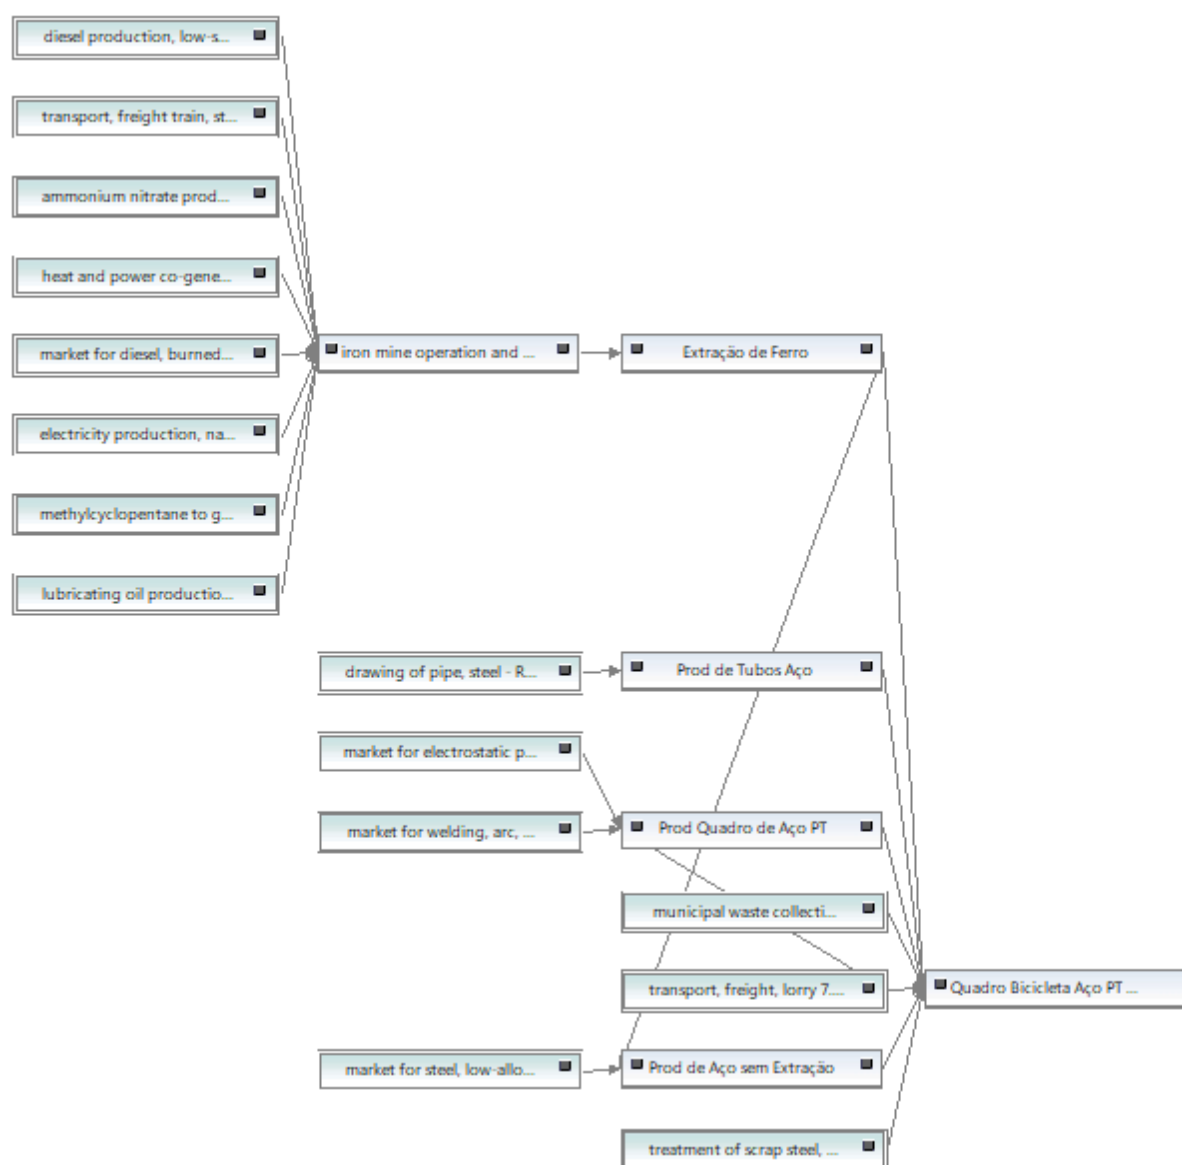 diesel production, low-s...
transport, freight train, st...
ammonium nitrate prod...
heat and power co-gene...
market for diesel, burned...
iron mine operation and ...
Extração de Ferro
electricity production, na...
methylcyclopentane to g...
lubricating oil productio...
drawing of pipe, steel - R...
Prod de Tubos Aço
market for electrostatic p...
market for welding, arc, ...
Prod Quadro de Aço PT
municipal waste collecti...
transport, freight, lorry 7....
Quadro Bicicleta Aço PT ...
market for steel, low-allo...
Prod de Aço sem Extração
treatment of scrap steel, ...